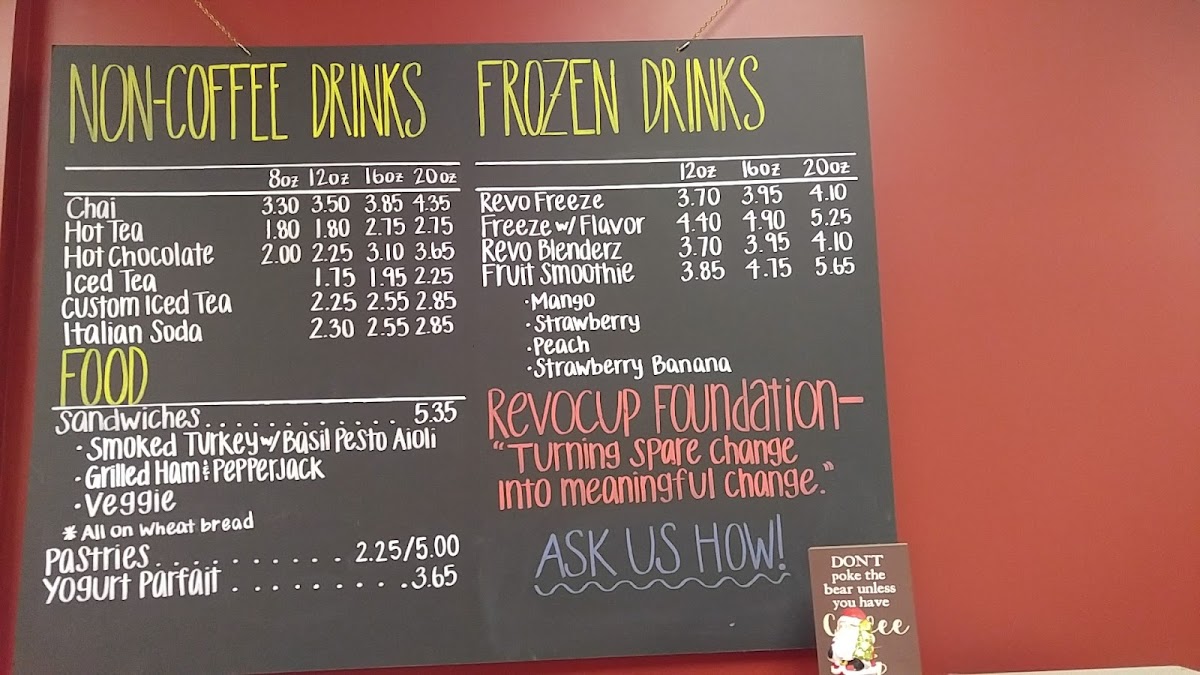 NON-COFFEE DRINKS
8oz 12oz 16oz 20oz
Chai 3.30 3.50 3.85 4.35
Hot Tea 1.80 1.80 2.75 2.75
Hot Chocolate 2.00 2.25 3.10 3.65
Iced Tea 1.75 1.95 2.25
Custom Iced Tea 2.25 2.55 2.85
Italian Soda 2.30 2.55 2.85
FOOD
Sandwiches............ 5.35
·Smoked Turkey w/ Basil Pesto Aioli
·Grilled Ham & Pepperjack
·Veggie
*All on wheat bread
Pastries.......... 2.25/5.00
Yogurt Parfait ..........3.65
FROZEN DRINKS
12oz 16oz 20oz
Revo Freeze 3.70 3.95 4.10
Freeze w/ Flavor 4.40 4.90 5.25
Revo Blenderz 3.70 3.95 4.10
Fruit Smoothie 3.85 4.75 5.65
·Mango
·Strawberry
·Peach
·Strawberry Banana
Revocup Foundation—
"Turning spare change
into meaningful change."
ASK US HOW!
DON'T
poke the
bear unless
you have
Coffee